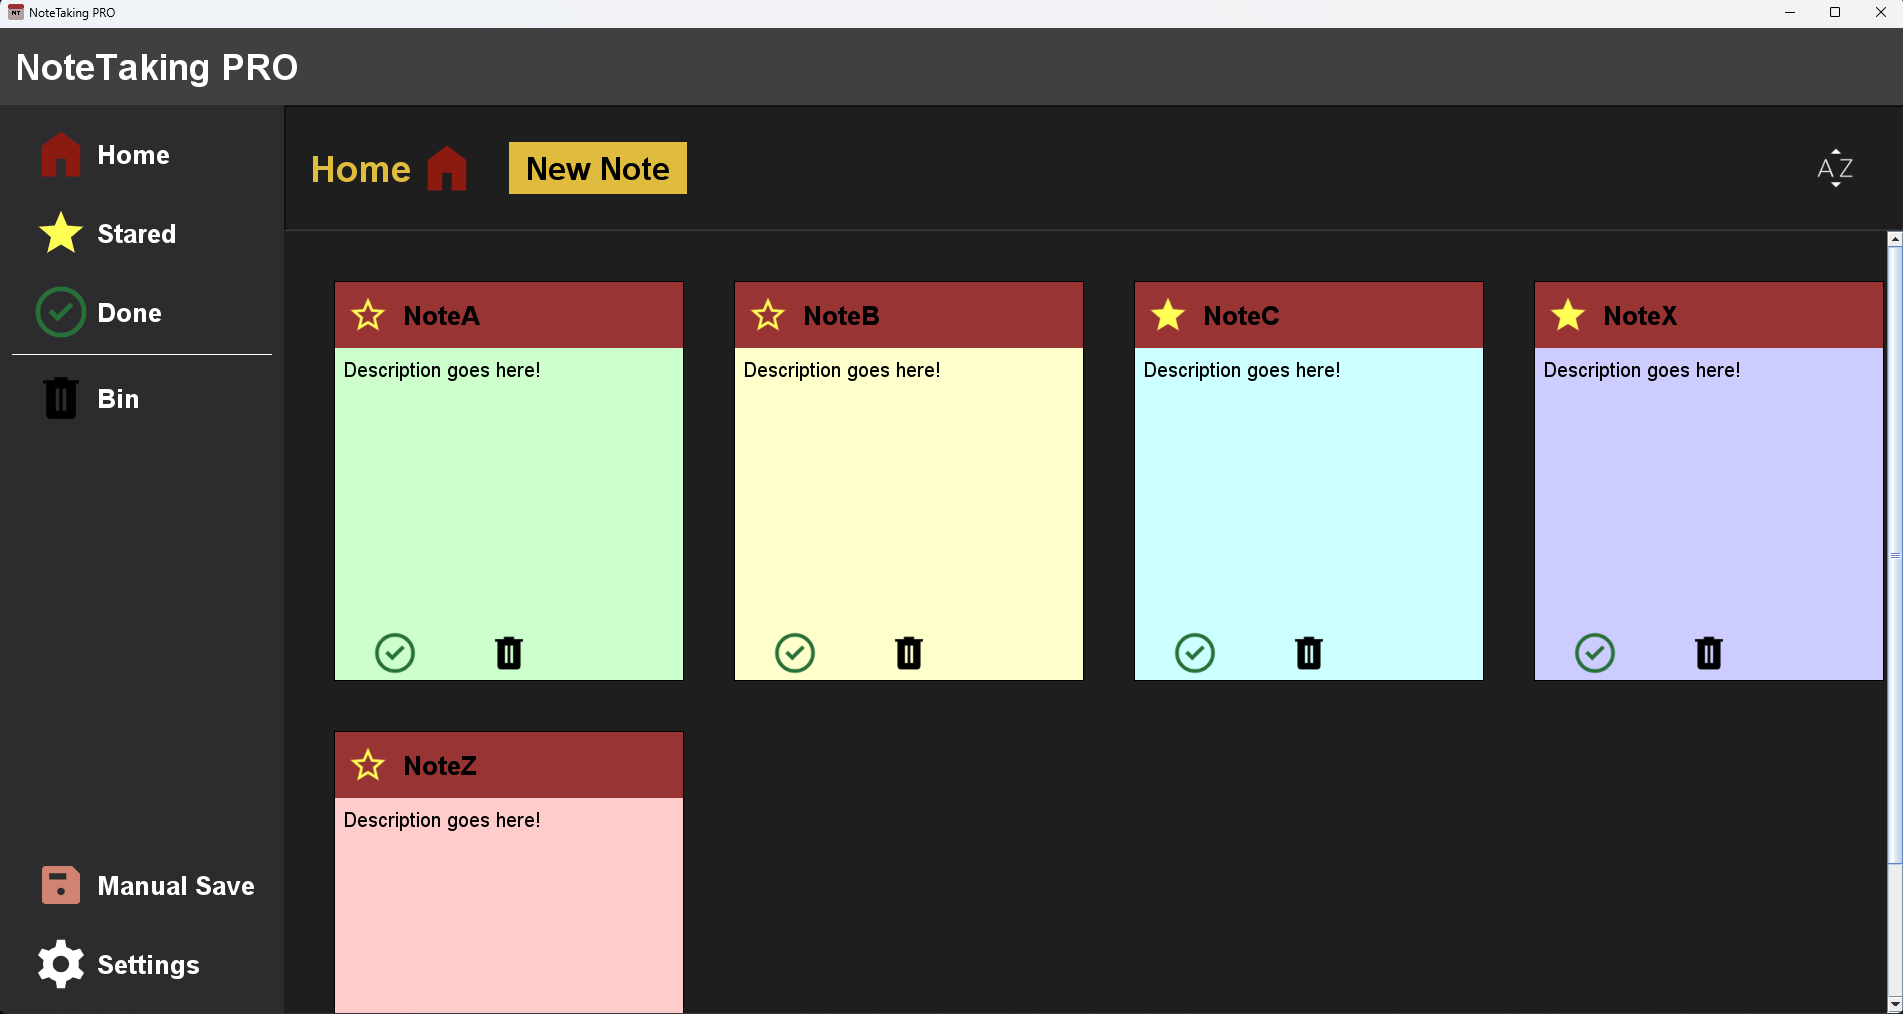 NoteTaking PRO
NoteTaking PRO
Home
Stared
Done
Bin
Manual Save
Settings
Home
New Note
A Z
NoteA
Description goes here!
NoteB
Description goes here!
NoteC
Description goes here!
NoteX
Description goes here!
NoteZ
Description goes here!